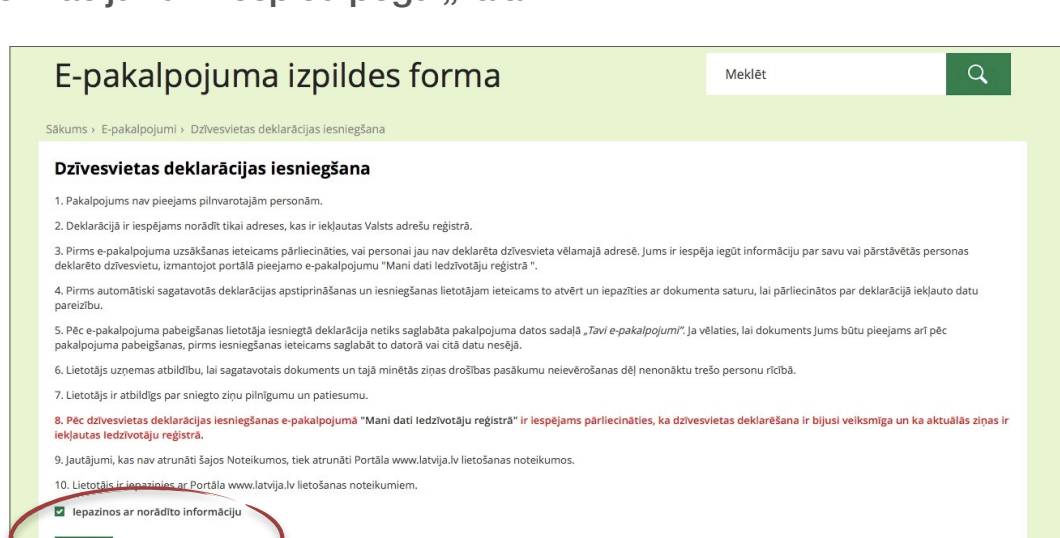 E-pakalpojuma izpildes forma
Meklēt
Sākums › E-pakalpojumi › Dzīvesvietas deklarācijas iesniegšana
Dzīvesvietas deklarācijas iesniegšana
1. Pakalpojums nav pieejams pilnvarotajām personām.
2. Deklarācijā ir iespējams norādīt tikai adreses, kas ir iekļautas Valsts adrešu reģistrā.
3. Pirms e-pakalpojuma uzsākšanas ieteicams pārliecināties, vai personai jau nav deklarēta dzīvesvieta vēlamajā adresē. Jums ir iespēja iegūt informāciju par savu vai pārstāvētās personas
deklarēto dzīvesvietu, izmantojot portālā pieejamo e-pakalpojumu "Mani dati Iedzīvotāju reģistrā ".
4. Pirms automātiski sagatavotās deklarācijas apstiprināšanas un iesniegšanas lietotājam ieteicams to atvērt un iepazīties ar dokumenta saturu, lai pārliecinātos par deklarācijā iekļauto datu
pareizību.
5. Pēc e-pakalpojuma pabeigšanas lietotāja iesniegtā deklarācija netiks saglabāta pakalpojuma datos sadaļā „Tavi e-pakalpojumi”. Ja vēlaties, lai dokuments Jums būtu pieejams arī pēc
pakalpojuma pabeigšanas, pirms iesniegšanas ieteicams saglabāt to datorā vai citā datu nesējā.
6. Lietotājs uzņemas atbildību, lai sagatavotais dokuments un tajā minētās ziņas drošības pasākumu neievērošanas dēļ nenonāktu trešo personu rīcībā.
7. Lietotājs ir atbildīgs par sniegto ziņu pilnīgumu un patiesumu.
8. Pēc dzīvesvietas deklarācijas iesniegšanas e-pakalpojumā "Mani dati Iedzīvotāju reģistrā" ir iespējams pārliecināties, ka dzīvesvietas deklarēšana ir bijusi veiksmīga un ka aktuālās ziņas ir
iekļautas Iedzīvotāju reģistrā.
9. Jautājumi, kas nav atrunāti šajos Noteikumos, tiek atrunāti Portāla www.latvija.lv lietošanas noteikumos.
10. Lietotājs ir iepazinies ar Portāla www.latvija.lv lietošanas noteikumiem.
Iepazinos ar norādīto informāciju